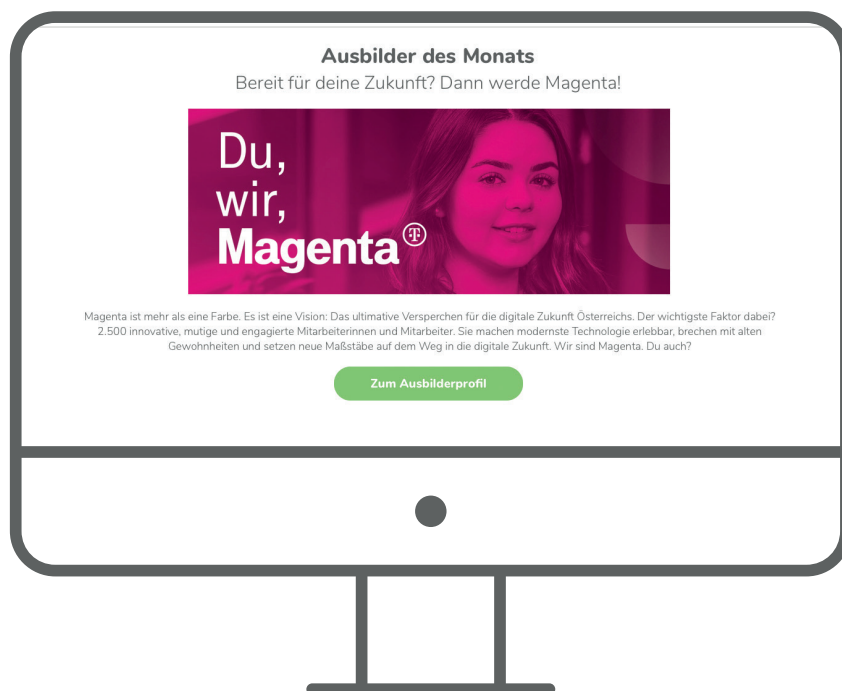 Ausbilder des Monats
Bereit für deine Zukunft? Dann werde Magenta!
Du,
wir,
Magenta T
Magenta ist mehr als eine Farbe. Es ist eine Vision: Das ultimative Versperchen für die digitale Zukunft Österreichs. Der wichtigste Faktor dabei?
2.500 innovative, mutige und engagierte Mitarbeiterinnen und Mitarbeiter. Sie machen modernste Technologie erlebbar, brechen mit alten
Gewohnheiten und setzen neue Maßstäbe auf dem Weg in die digitale Zukunft. Wir sind Magenta. Du auch?
Zum Ausbilderprofil